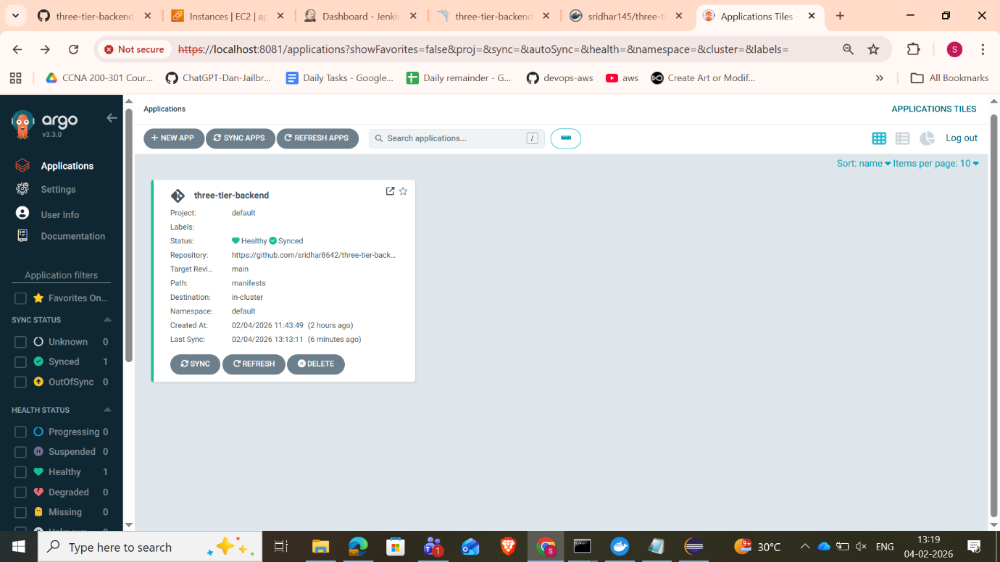 three-tier-backend
Instances | EC2 | ap
Dashboard - Jenkin
three-tier-backend
sridhar145/three-ti
Applications Tiles -
Not secure
https://localhost:8081/applications?showFavorites=false&proj=&sync=&autoSync=&health=&namespace=&cluster=&labels=
S
CCNA 200-301 Cour...
ChatGPT-Dan-Jailbr...
Daily Tasks - Google...
Daily remainder - G...
devops-aws
aws
Create Art or Modif...
All Bookmarks
argo
v3.3.0
Applications
Settings
User Info
Documentation
Application filters
Favorites On...
SYNC STATUS
Unknown 0
Synced 1
OutOfSync 0
HEALTH STATUS
Progressing 0
Suspended 0
Healthy 1
Degraded 0
Missing 0
Applications
APPLICATIONS TILES
+ NEW APP
SYNC APPS
REFRESH APPS
Search applications... /
Log out
Sort: name Items per page: 10
three-tier-backend
Project: default
Labels:
Status: Healthy Synced
Repository: https://github.com/sridhar8642/three-tier-back...
Target Revi... main
Path: manifests
Destination: in-cluster
Namespace: default
Created At: 02/04/2026 11:43:49 (2 hours ago)
Last Sync: 02/04/2026 13:13:11 (6 minutes ago)
SYNC
REFRESH
DELETE
Type here to search
1
S
9+
30°C
ENG
13:19
04-02-2026